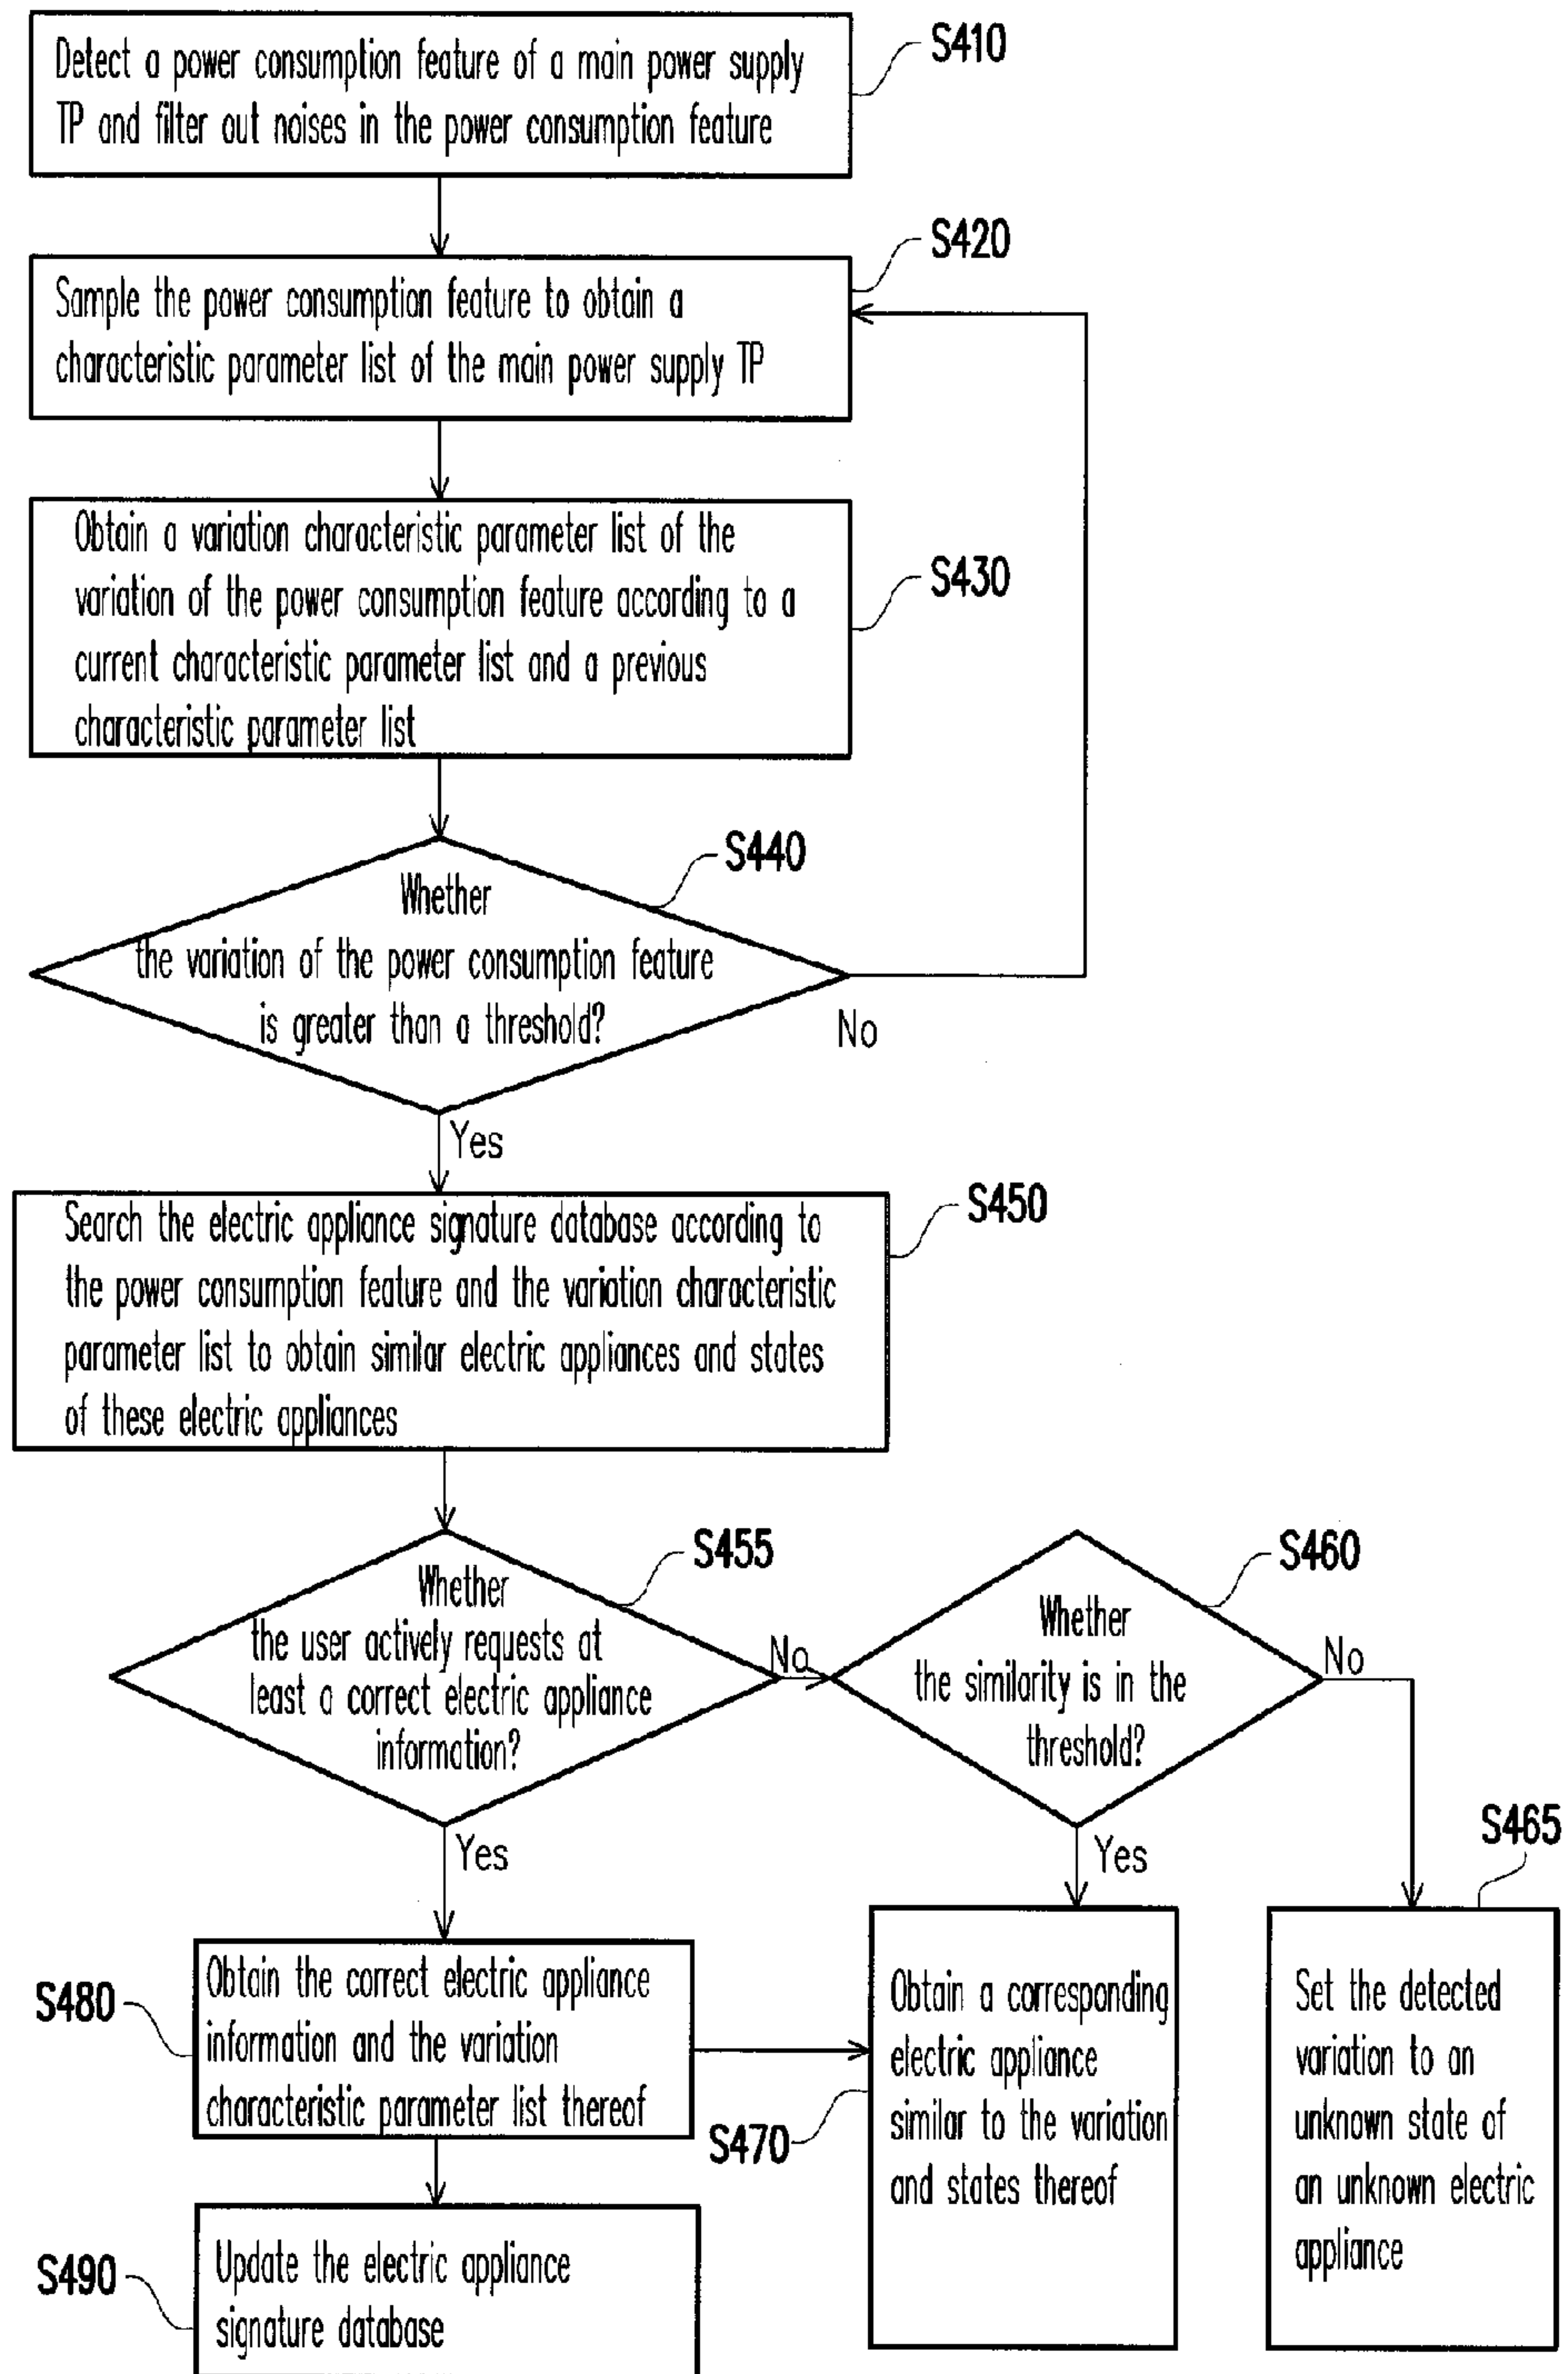 Detect a power consumption feature of a main power supply
TP and filter out noises in the power consumption feature
S410
Sample the power consumption feature to obtain a
characteristic parameter list of the main power supply TP
S420
Obtain a variation characteristic parameter list of the
variation of the power consumption feature according to a
current characteristic parameter list and a previous
characteristic parameter list
S430
S440
Whether
the variation of the power consumption feature
is greater than a threshold?
No
Yes
Search the electric appliance signature database according to
the power consumption feature and the variation characteristic
parameter list to obtain similar electric appliances and states
of these electric appliances
S450
S455
Whether
the user actively requests at
least a correct electric appliance
information?
No
Yes
S460
Whether
the similarity is in the
threshold?
No
Yes
S465
S480
Obtain the correct electric appliance
information and the variation
characteristic parameter list thereof
S470
Obtain a corresponding
electric appliance
similar to the variation
and states thereof
Set the detected
variation to an
unknown state of
an unknown electric
appliance
S490
Update the electric appliance
signature database